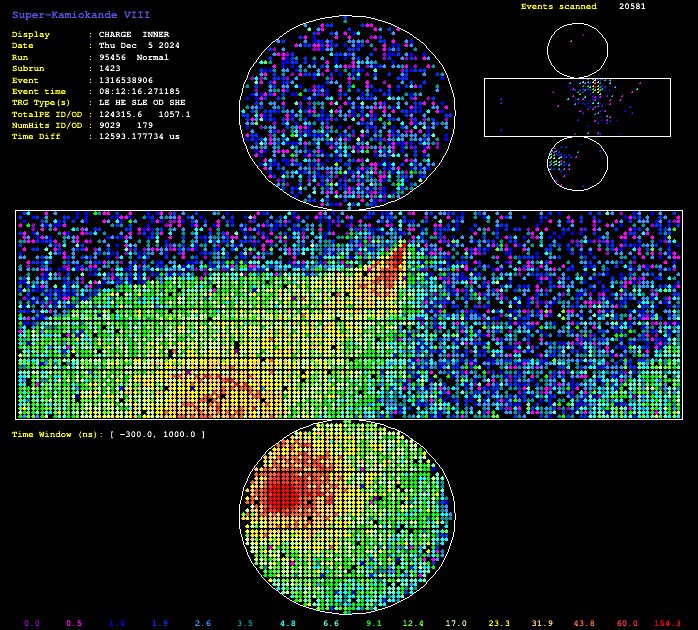 Super-Kamiokande VIII
Events scanned 20581
Display : CHARGE INNER
Date : Thu Dec 5 2024
Run : 95456 Normal
Subrun : 1423
Event : 1316538906
Event time : 08:12:16.271185
TRG Type(s) : LE HE SLE OD SHE
TotalPE ID/OD : 124315.6 1057.1
NumHits ID/OD : 9029 179
Time Diff : 12593.177734 us
Time Window (ns): [ -300.0, 1000.0 ]
0.0 0.5 1.4 1.9 2.6 3.5 4.8 6.6 9.1 12.4 17.0 23.3 31.9 43.8 60.0 154.3